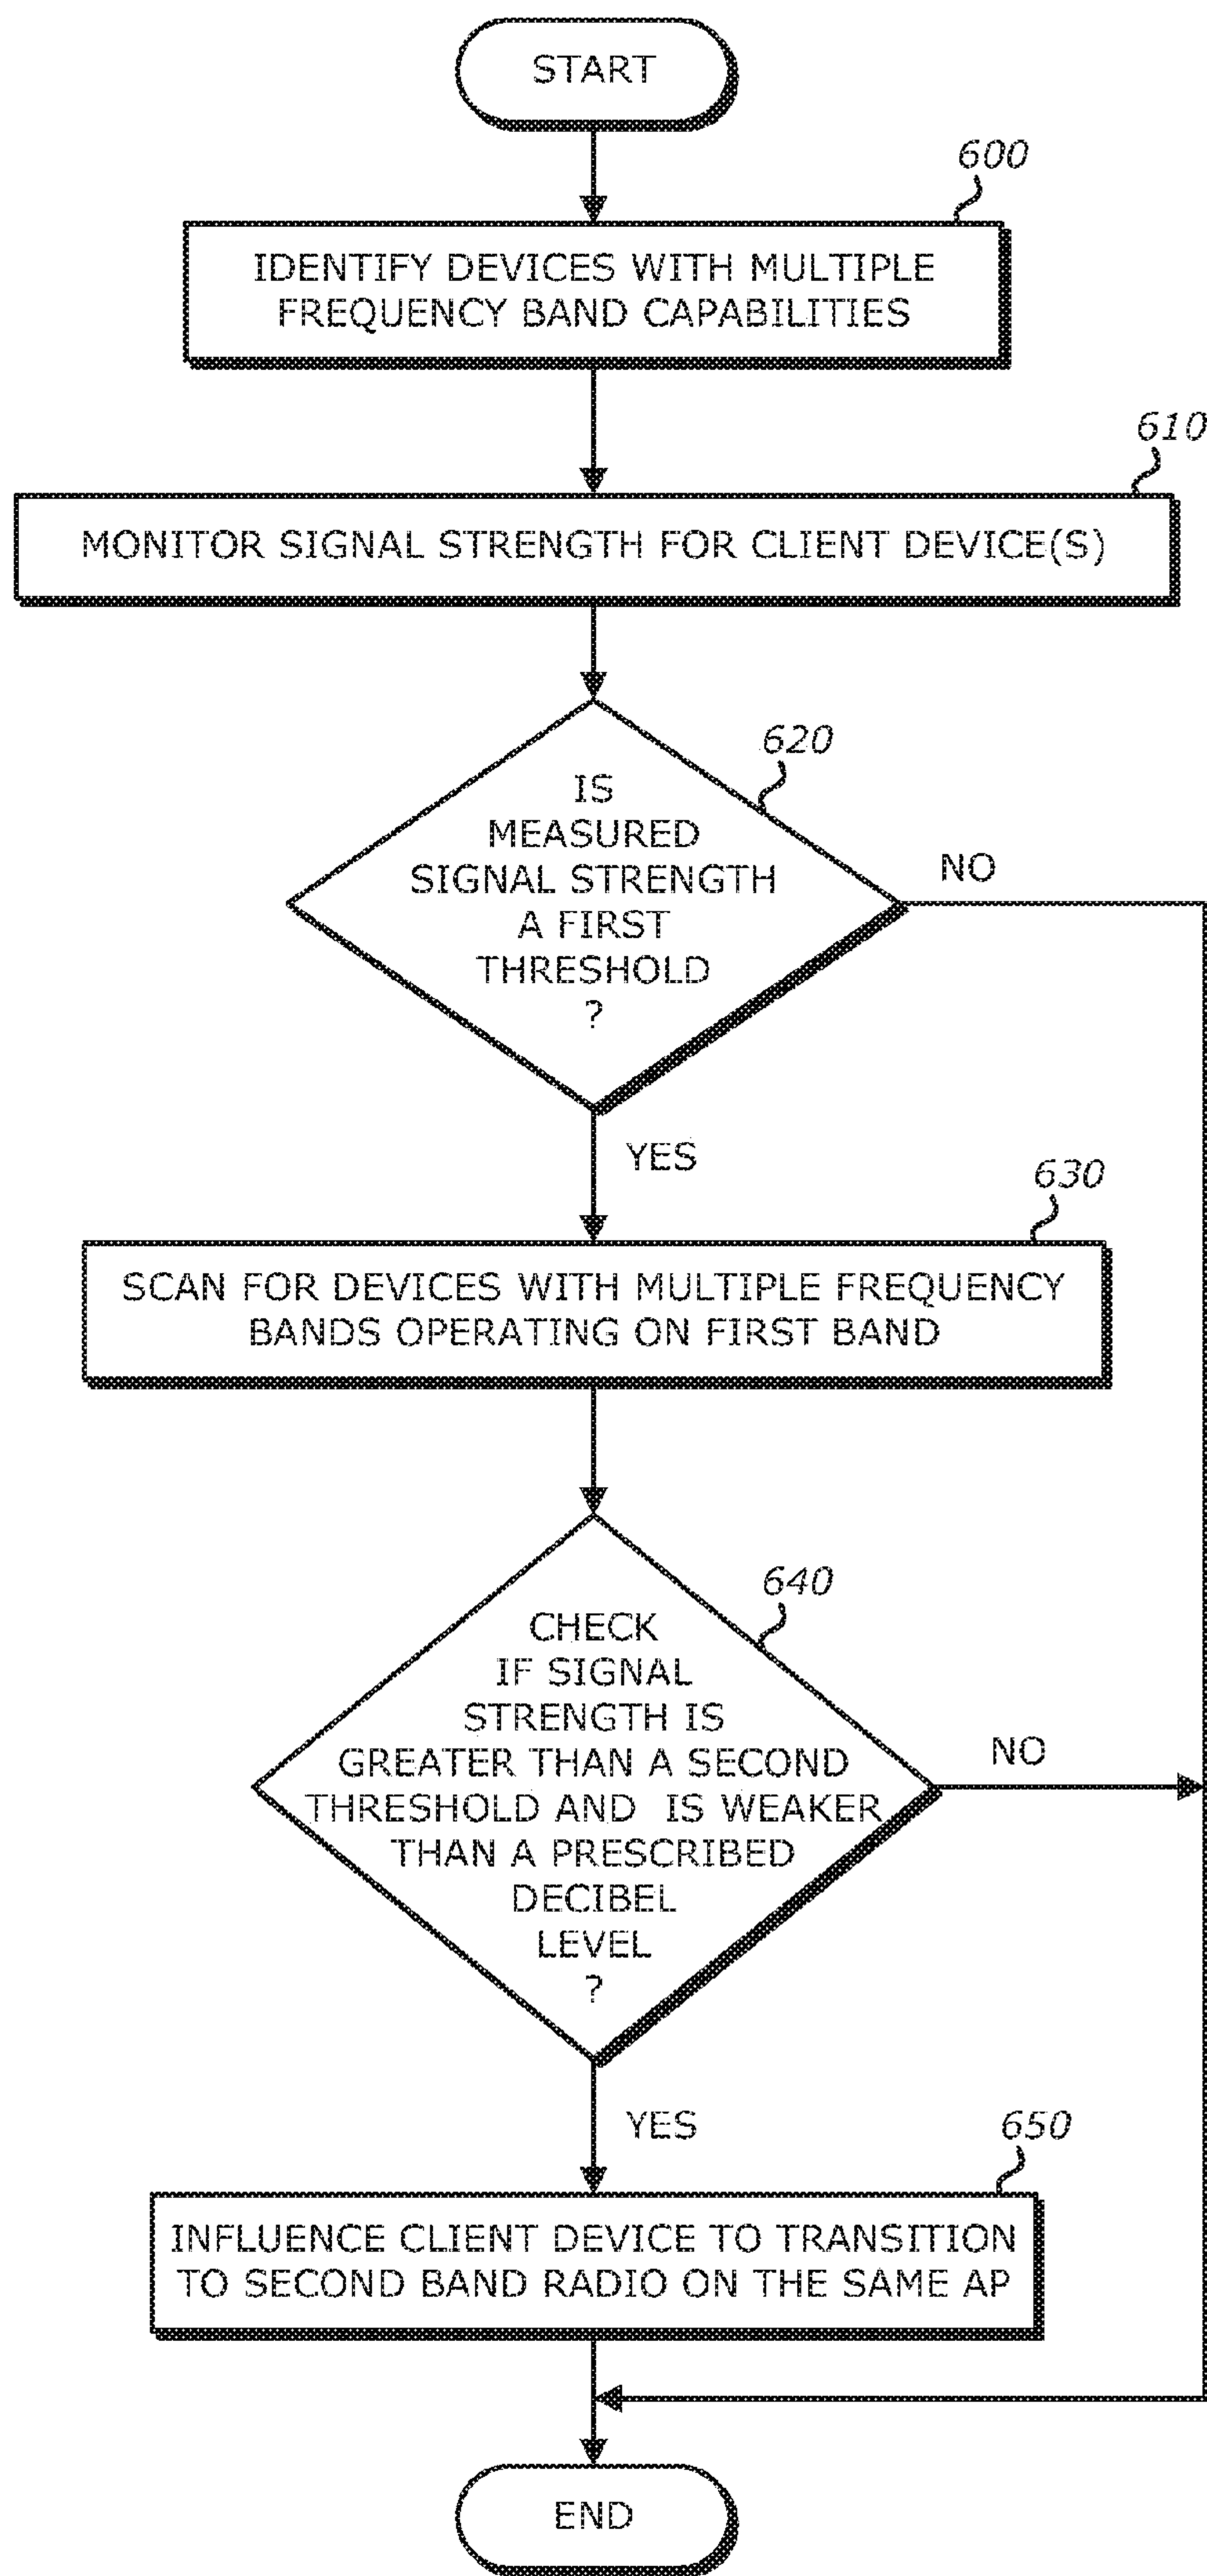 START
600
IDENTIFY DEVICES WITH MULTIPLE
FREQUENCY BAND CAPABILITIES
610
MONITOR SIGNAL STRENGTH FOR CLIENT DEVICE(S)
620
IS
MEASURED
SIGNAL STRENGTH
A FIRST
THRESHOLD
?
NO
YES
630
SCAN FOR DEVICES WITH MULTIPLE FREQUENCY
BANDS OPERATING ON FIRST BAND
640
CHECK
IF SIGNAL
STRENGTH IS
GREATER THAN A SECOND
THRESHOLD AND IS WEAKER
THAN A PRESCRIBED
DECIBEL
LEVEL
?
NO
YES
650
INFLUENCE CLIENT DEVICE TO TRANSITION
TO SECOND BAND RADIO ON THE SAME AP
END